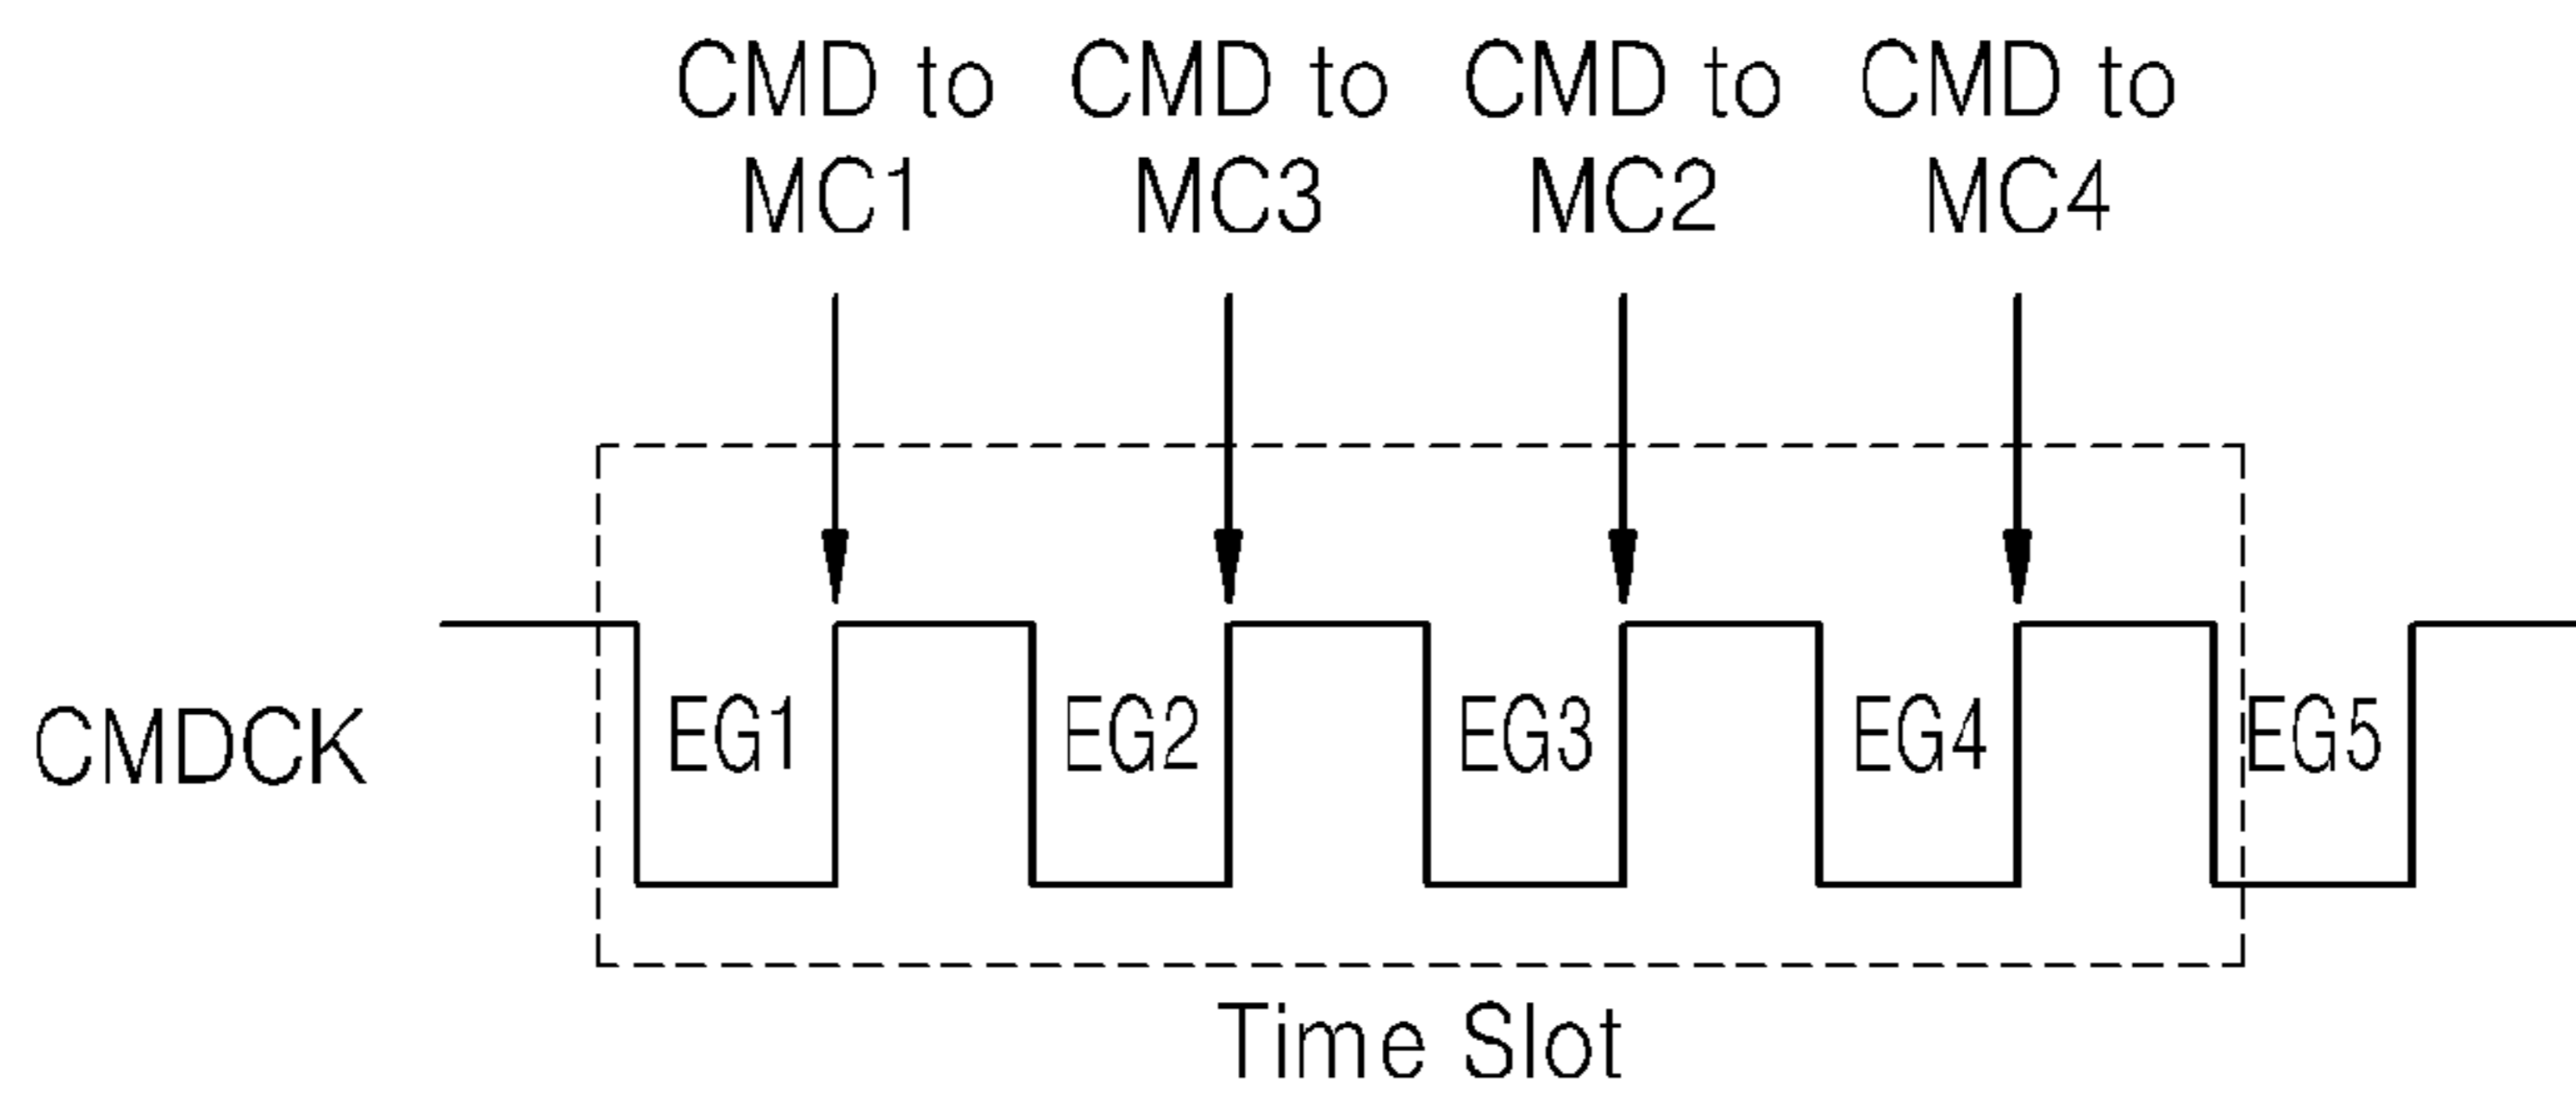 CMD to CMD to CMD to CMD to
MC1 MC3 MC2 MC4
CMDCK
EG1 EG2 EG3 EG4 EG5
Time Slot